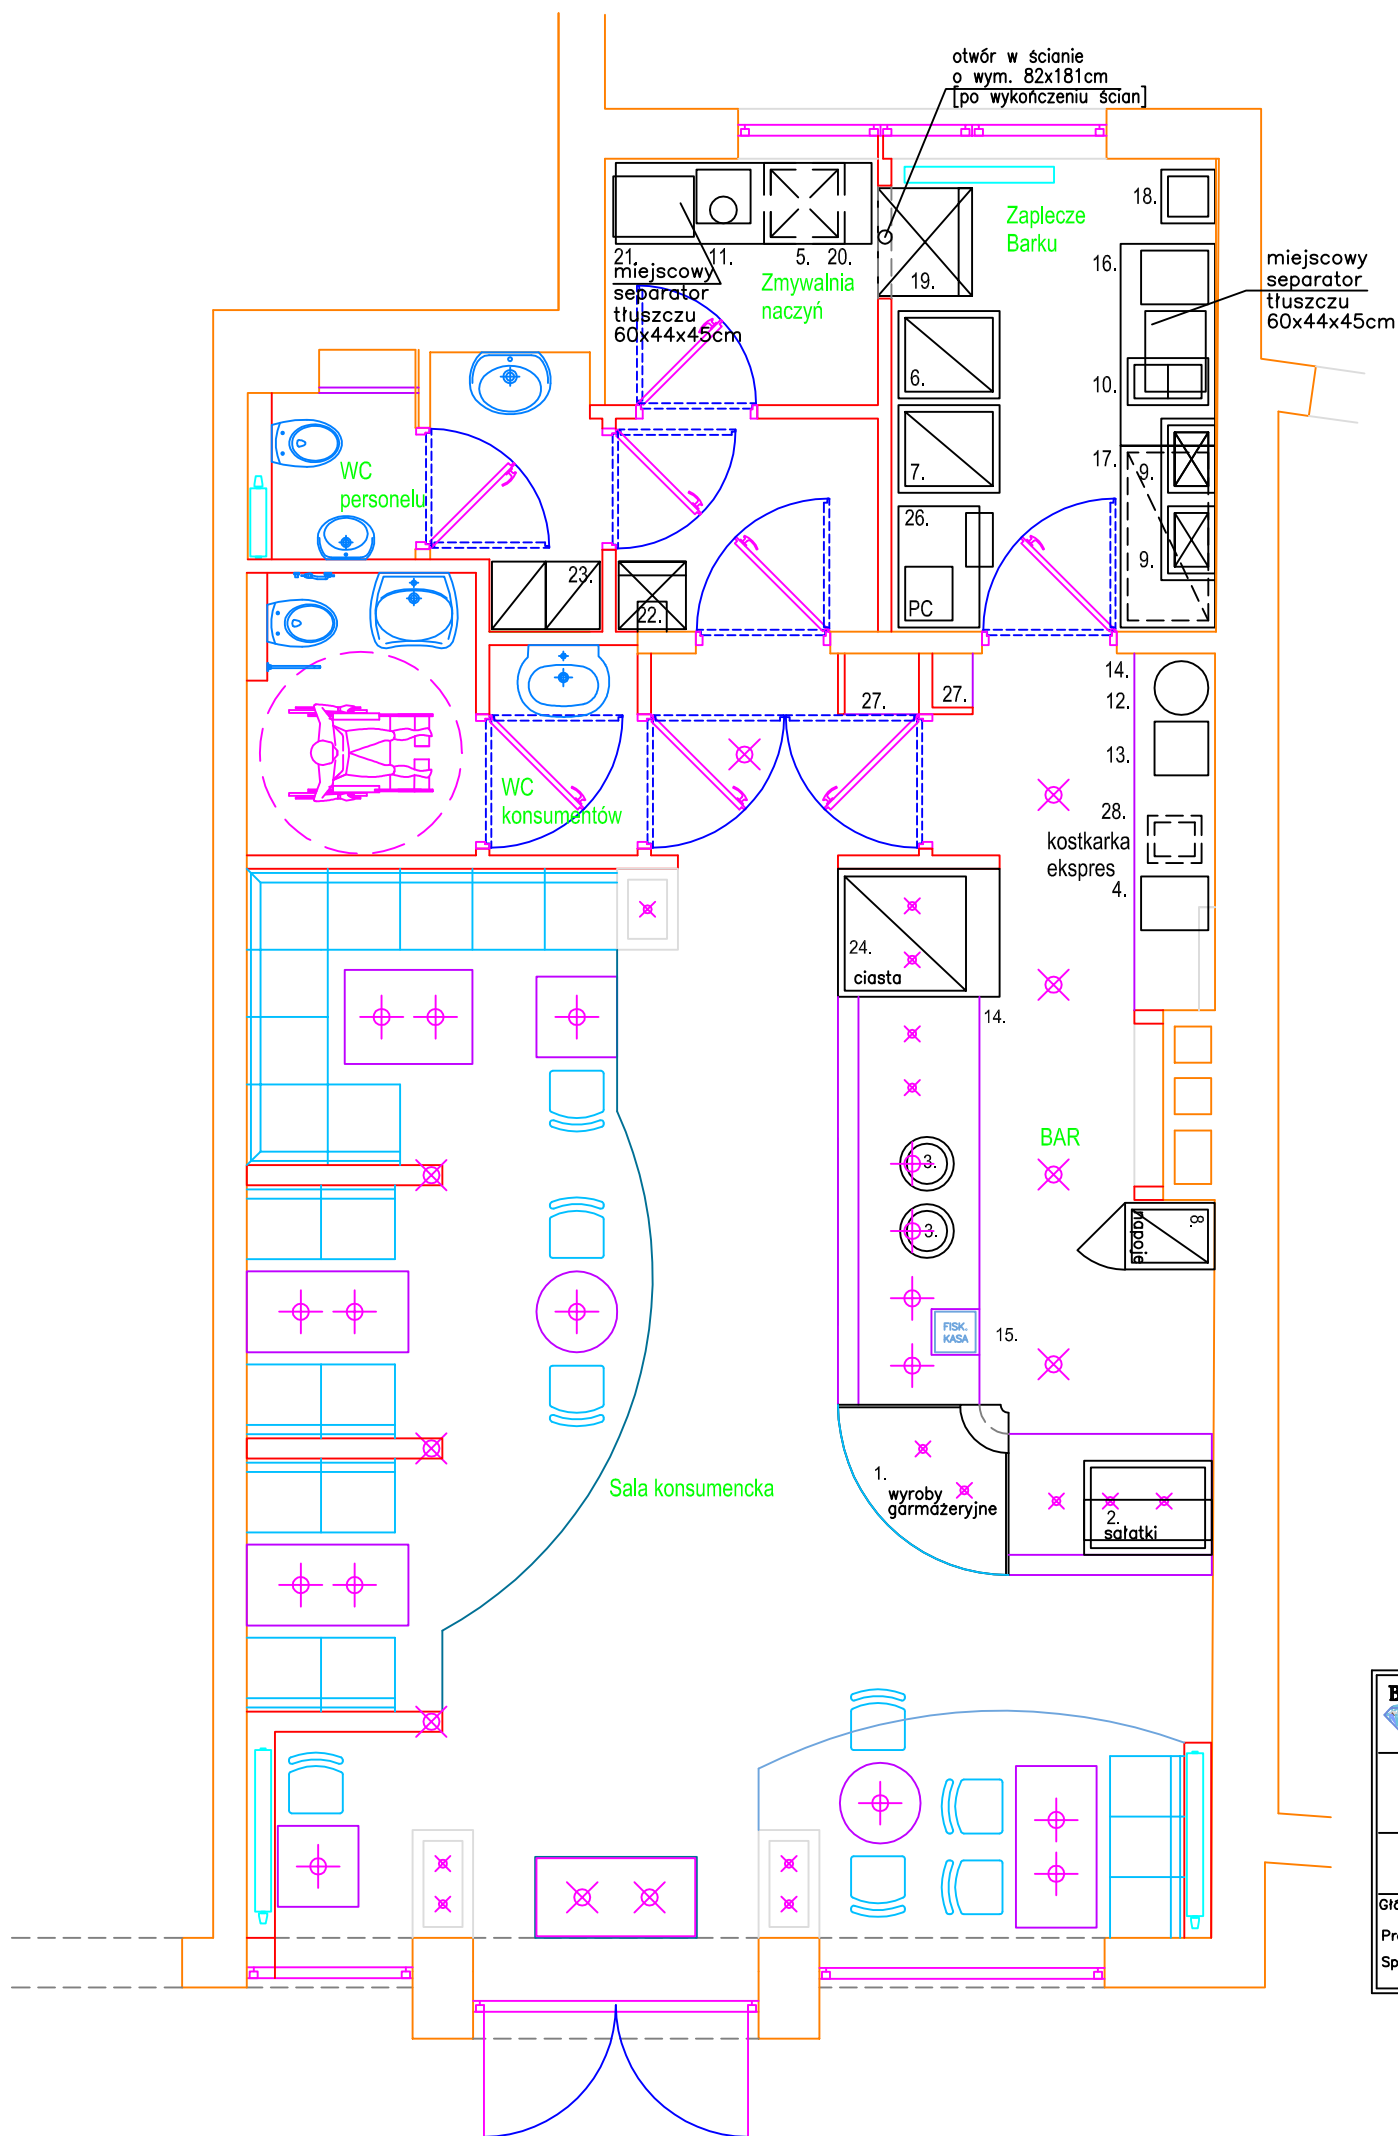 otwór w ścianie
o wym. 82x181cm
[po wykończeniu ścian]
18.
Zaplecze
Barku
16.
miejscowy
separator
tłuszczu
60x44x45cm
21.
11.
5. 20.
miejscowy
separator
tłuszczu
60x44x45cm
Zmywalnia
naczyń
19.
6.
10.
7.
17.
9.
WC
personelu
26.
9.
23.
22.
PC
14.
12.
27.
27.
13.
WC
konsumentów
28.
kostkarka
ekspres
4.
24.
ciasta
14.
BAR
3.
3.
8.
napoje
FISK.
KASA
15.
Sala konsumencka
1.
wyroby
garmażeryjne
2.
sałatki